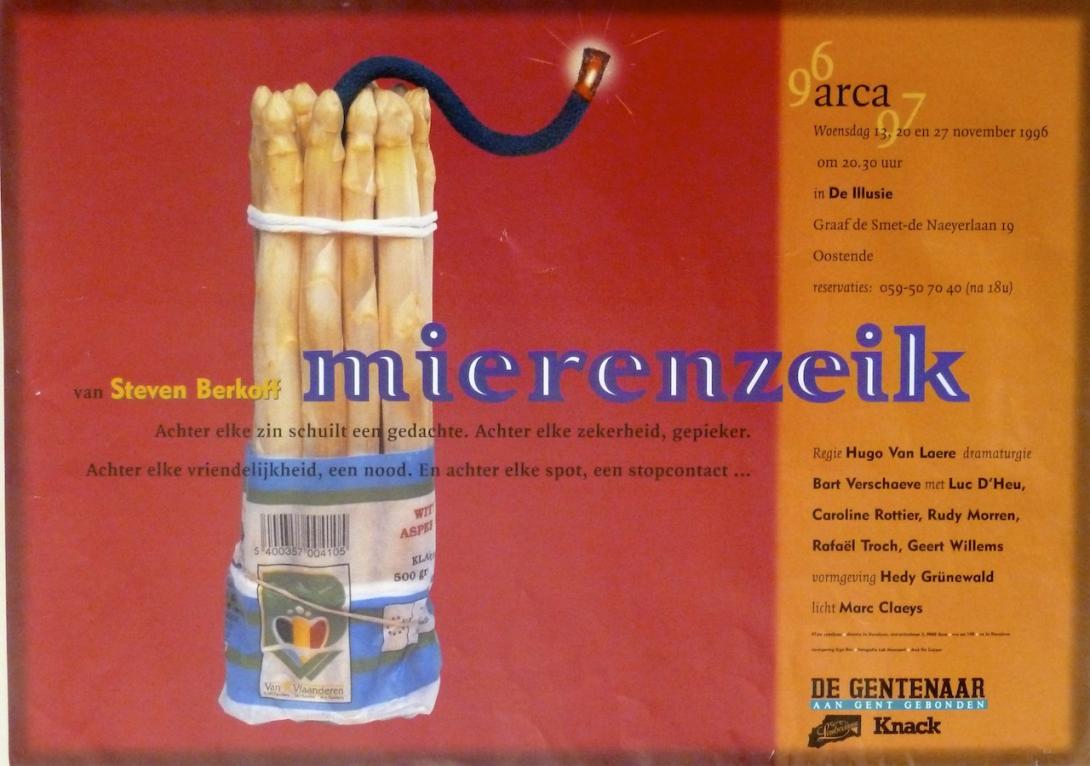 96
arca
97
Woensdag 13, 20 en 27 november 1996
om 20.30 uur
in De Illusie
Graaf de Smet-de Naeyerlaan 19
Oostende
reservaties: 059-50 70 40 (na 18u)
van Steven Berkoff mierenzeik
Achter elke zin schuilt een gedachte. Achter elke zekerheid, gepieker.
Achter elke vriendelijkheid, een nood. En achter elke spot, een stopcontact ...
WIT
ASPE
KLA
500 gr
5 400357 004105
Van Vlaanderen
Regie Hugo Van Laere dramaturgie
Bart Verschaeve met Luc D'Heu,
Caroline Rottier, Rudy Morren,
Rafaël Troch, Geert Willems
vormgeving Hedy Grünewald
licht Marc Claeys
DE GENTENAAR
AAN GENT GEBONDEN
Knack